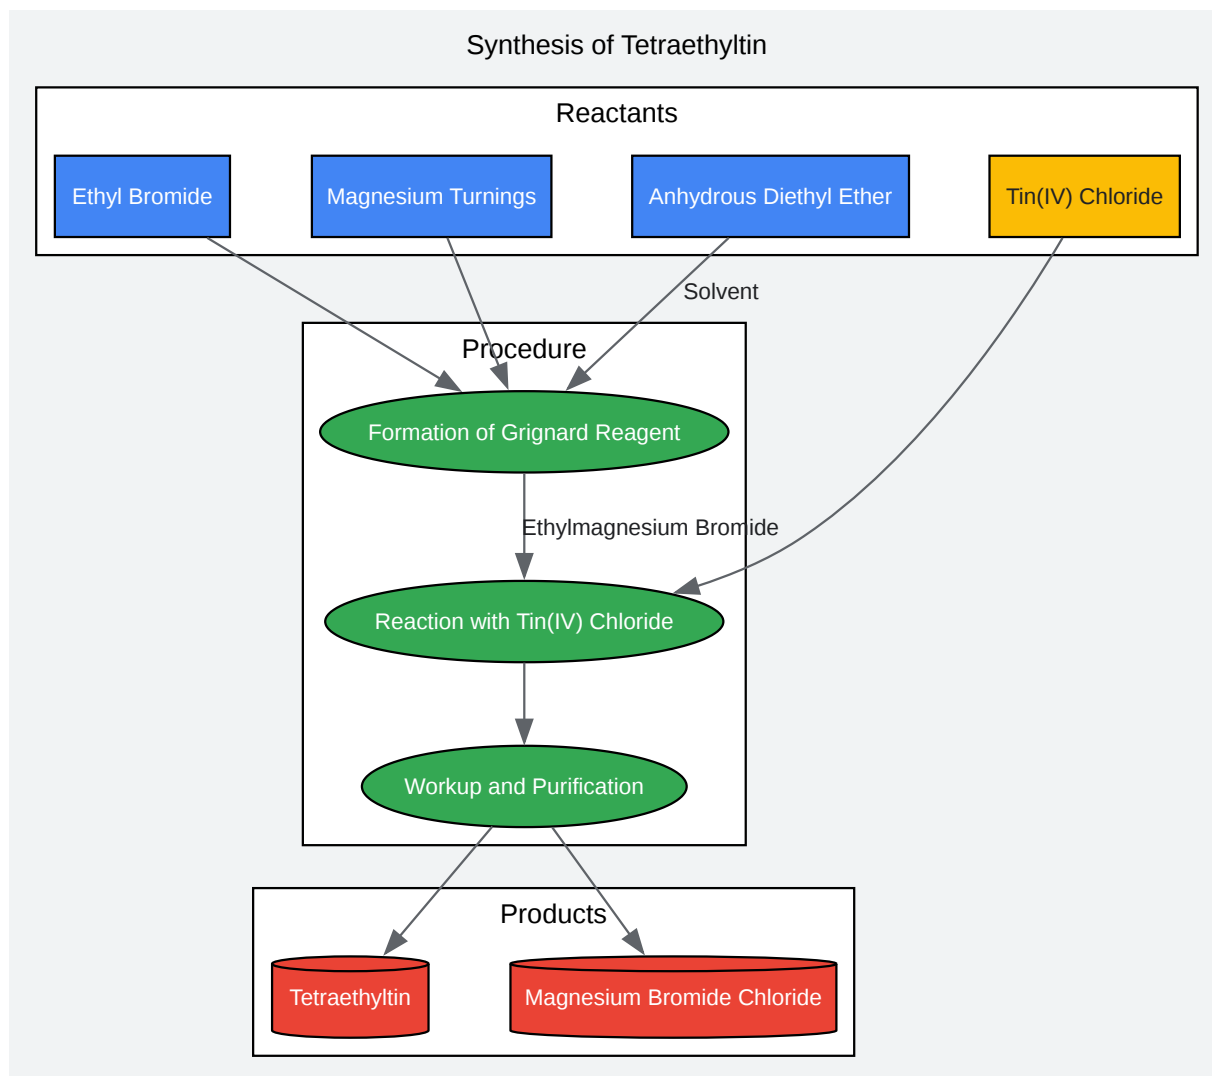 Synthesis of Tetraethyltin
Reactants
Ethyl Bromide
Magnesium Turnings
Anhydrous Diethyl Ether
Tin(IV) Chloride
Solvent
Procedure
Formation of Grignard Reagent
Ethylmagnesium Bromide
Reaction with Tin(IV) Chloride
Workup and Purification
Products
Tetraethyltin
Magnesium Bromide Chloride